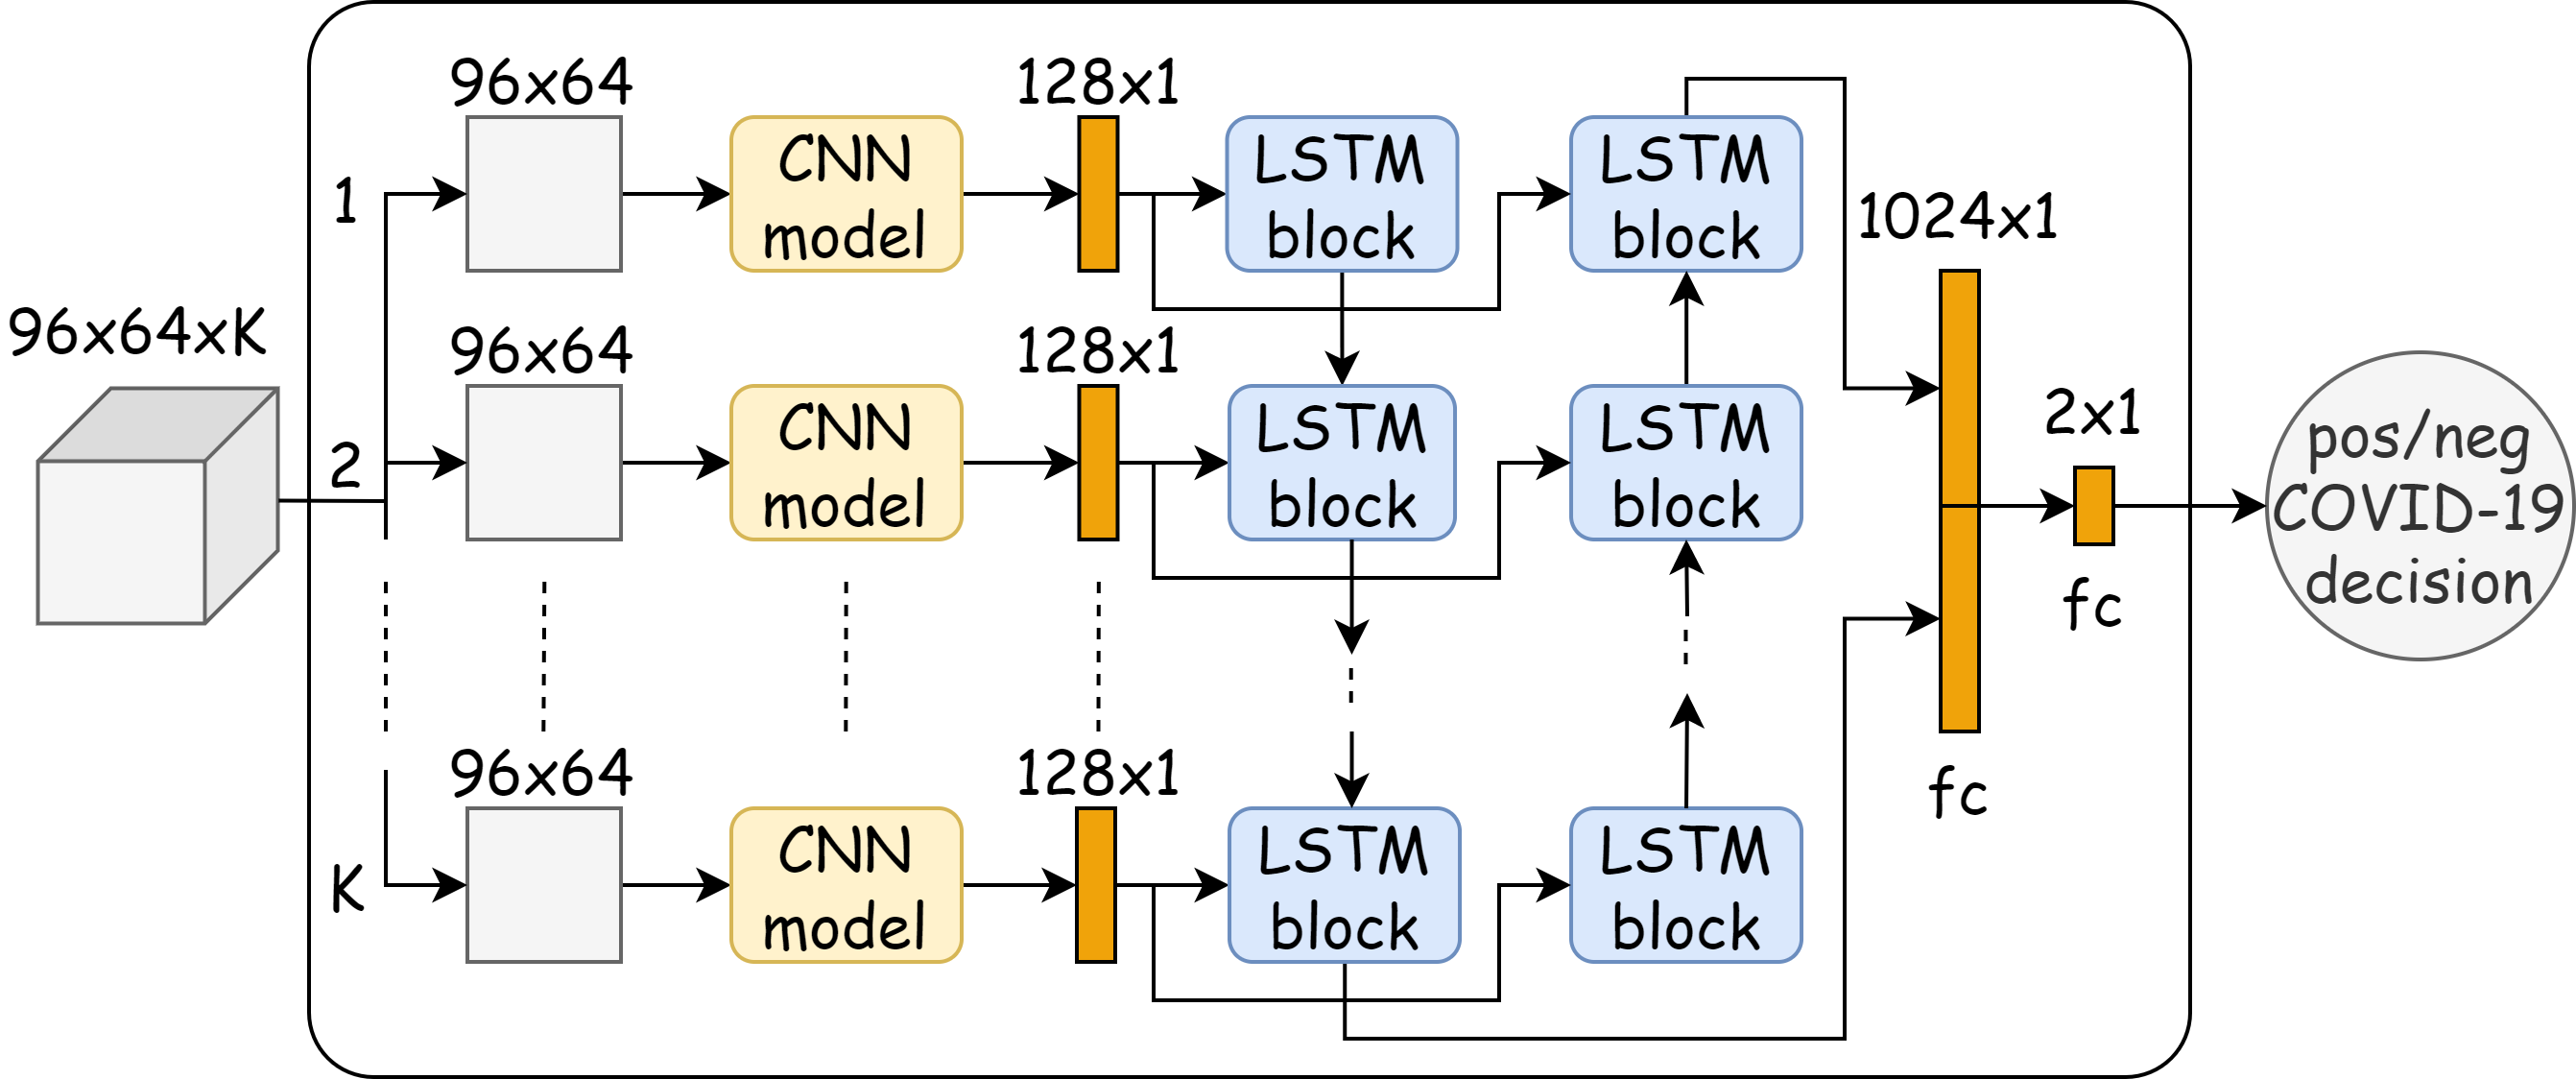 96x64xK
1
96x64
CNN
model
128x1
LSTM
block
LSTM
block
2
96x64
CNN
model
128x1
LSTM
block
LSTM
block
K
96x64
CNN
model
128x1
LSTM
block
LSTM
block
1024x1
fc
2x1
fc
pos/neg
COVID-19
decision